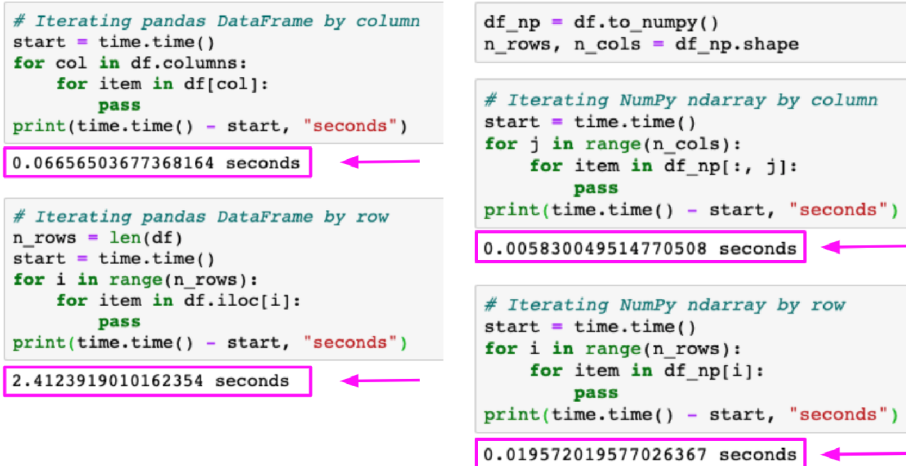 # Iterating pandas DataFrame by column
start = time.time()
for col in df.columns:
    for item in df[col]:
        pass
print(time.time() - start, "seconds")
0.06656503677368164 seconds
# Iterating pandas DataFrame by row
n_rows = len(df)
start = time.time()
for i in range(n_rows):
    for item in df.iloc[i]:
        pass
print(time.time() - start, "seconds")
2.4123919010162354 seconds
df_np = df.to_numpy()
n_rows, n_cols = df_np.shape
# Iterating NumPy ndarray by column
start = time.time()
for j in range(n_cols):
    for item in df_np[:, j]:
        pass
print(time.time() - start, "seconds")
0.005830049514770508 seconds
# Iterating NumPy ndarray by row
start = time.time()
for i in range(n_rows):
    for item in df_np[i]:
        pass
print(time.time() - start, "seconds")
0.019572019577026367 seconds